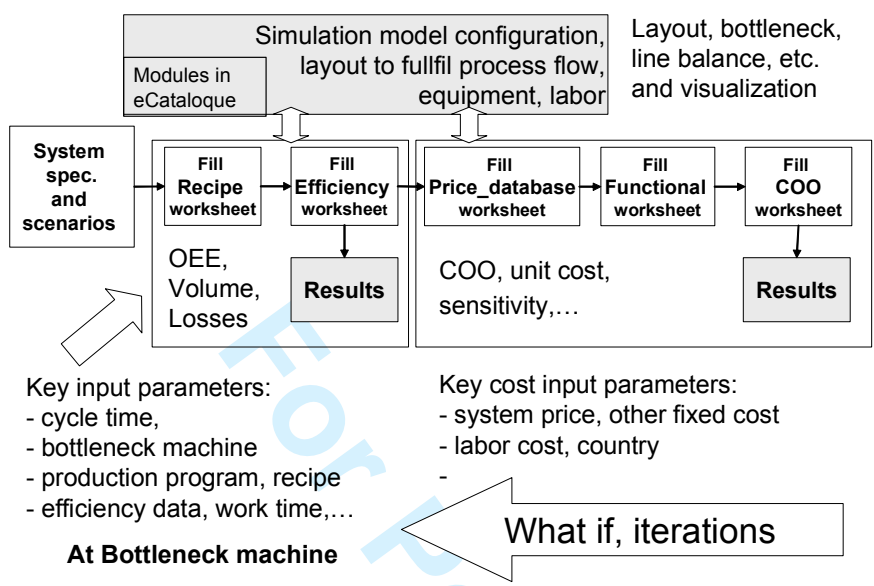 Simulation model configuration,
layout to fullfil process flow,
equipment, labor
Modules in
eCataloque
Layout, bottleneck,
line balance, etc.
and visualization
System
spec.
and
scenarios
Fill
Recipe
worksheet
Fill
Efficiency
worksheet
Fill
Price_database
worksheet
Fill
Functional
worksheet
Fill
COO
worksheet
OEE,
Volume,
Losses
Results
COO, unit cost,
sensitivity,...
Results
Key input parameters:
- cycle time,
- bottleneck machine
- production program, recipe
- efficiency data, work time,...
At Bottleneck machine
Key cost input parameters:
- system price, other fixed cost
- labor cost, country
-
What if, iterations
For P